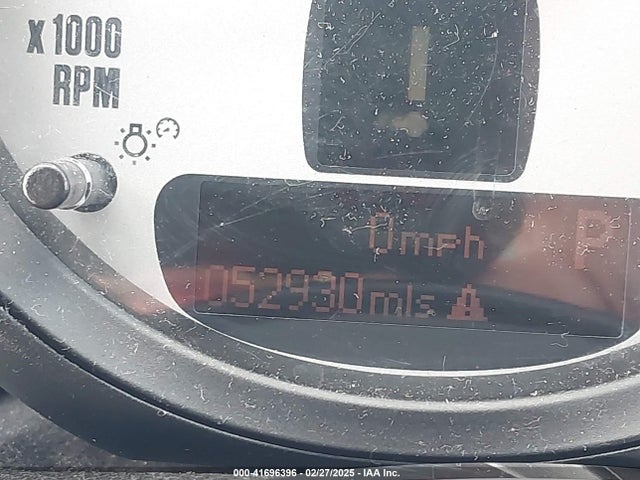 x 1000
RPM
0mph
P
052930mls
000-41696396 - 02/27/2025 - IAA Inc.